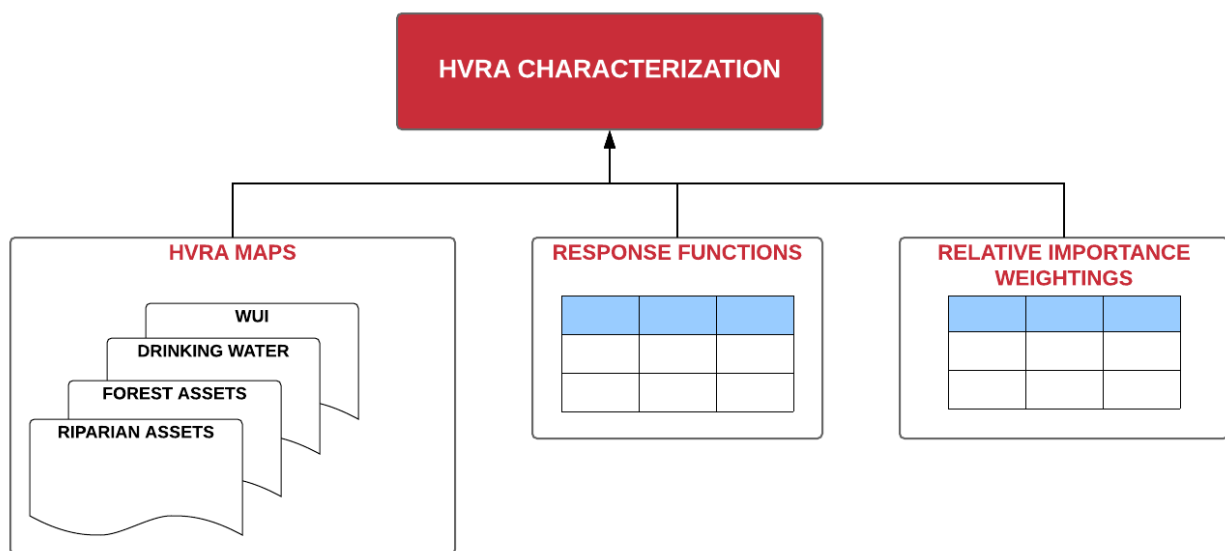 HVRA CHARACTERIZATION
HVRA MAPS
WUI
DRINKING WATER
FOREST ASSETS
RIPARIAN ASSETS
RESPONSE FUNCTIONS
RELATIVE IMPORTANCE
WEIGHTINGS